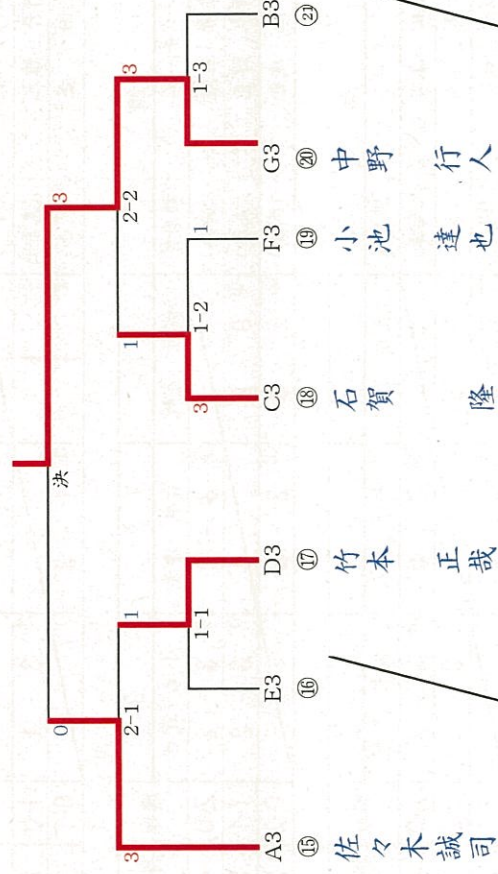 決
0
3
2-1
2-2
3
1
1
3
1-1
1-2
1-3
3
1
A3
E3
D3
C3
F3
G3
B3
⑮
⑯
⑰
⑱
⑲
⑳
㉑
佐々木誠司
竹本 正哉
石賀 隆
小池 達也
中野 行人